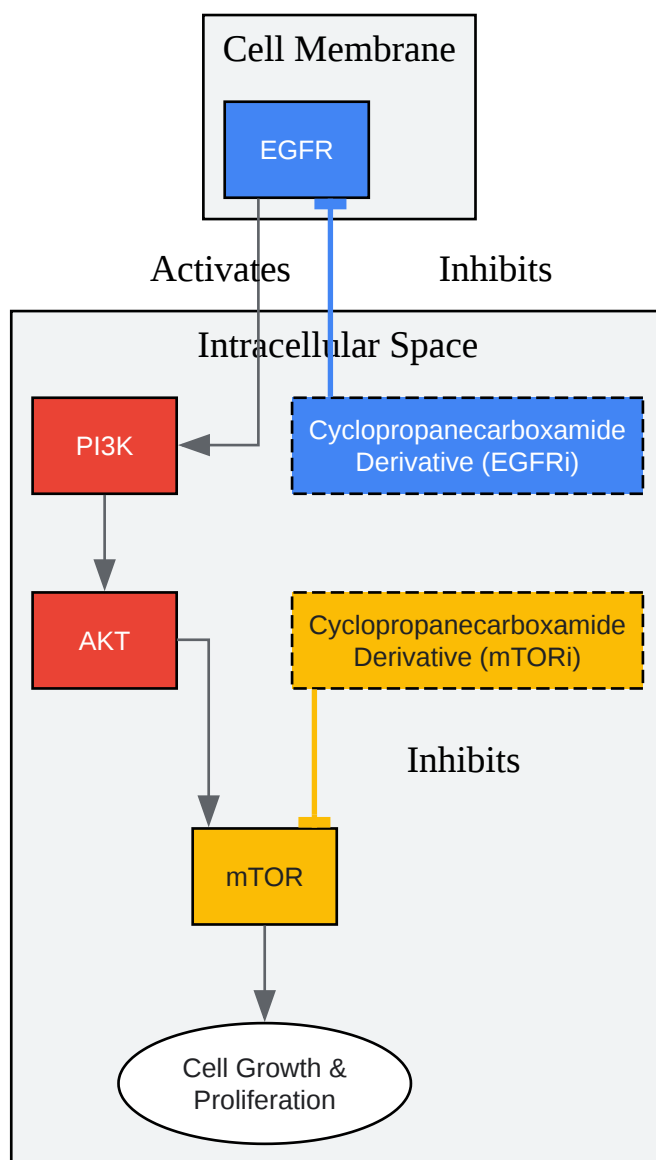 Cell Membrane
EGFR
Activates
Inhibits
Intracellular Space
PI3K
Cyclopropanecarboxamide
Derivative (EGFRi)
AKT
Cyclopropanecarboxamide
Derivative (mTORi)
Inhibits
mTOR
Cell Growth &
Proliferation